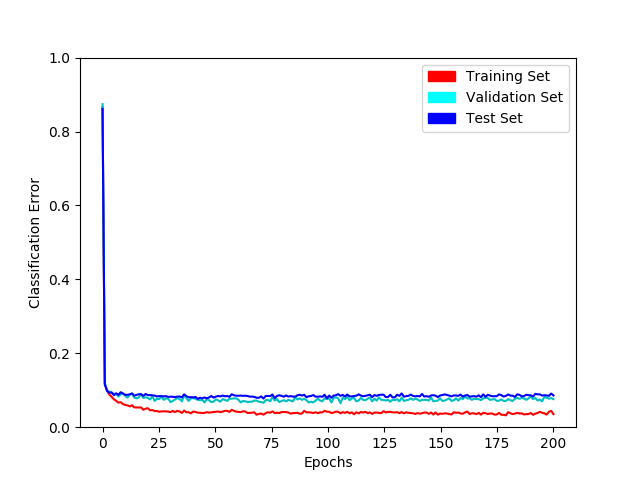 1.0
0.8
0.6
0.4
0.2
0.0
Classification Error
Training Set
Validation Set
Test Set
0 25 50 75 100 125 150 175 200
Epochs